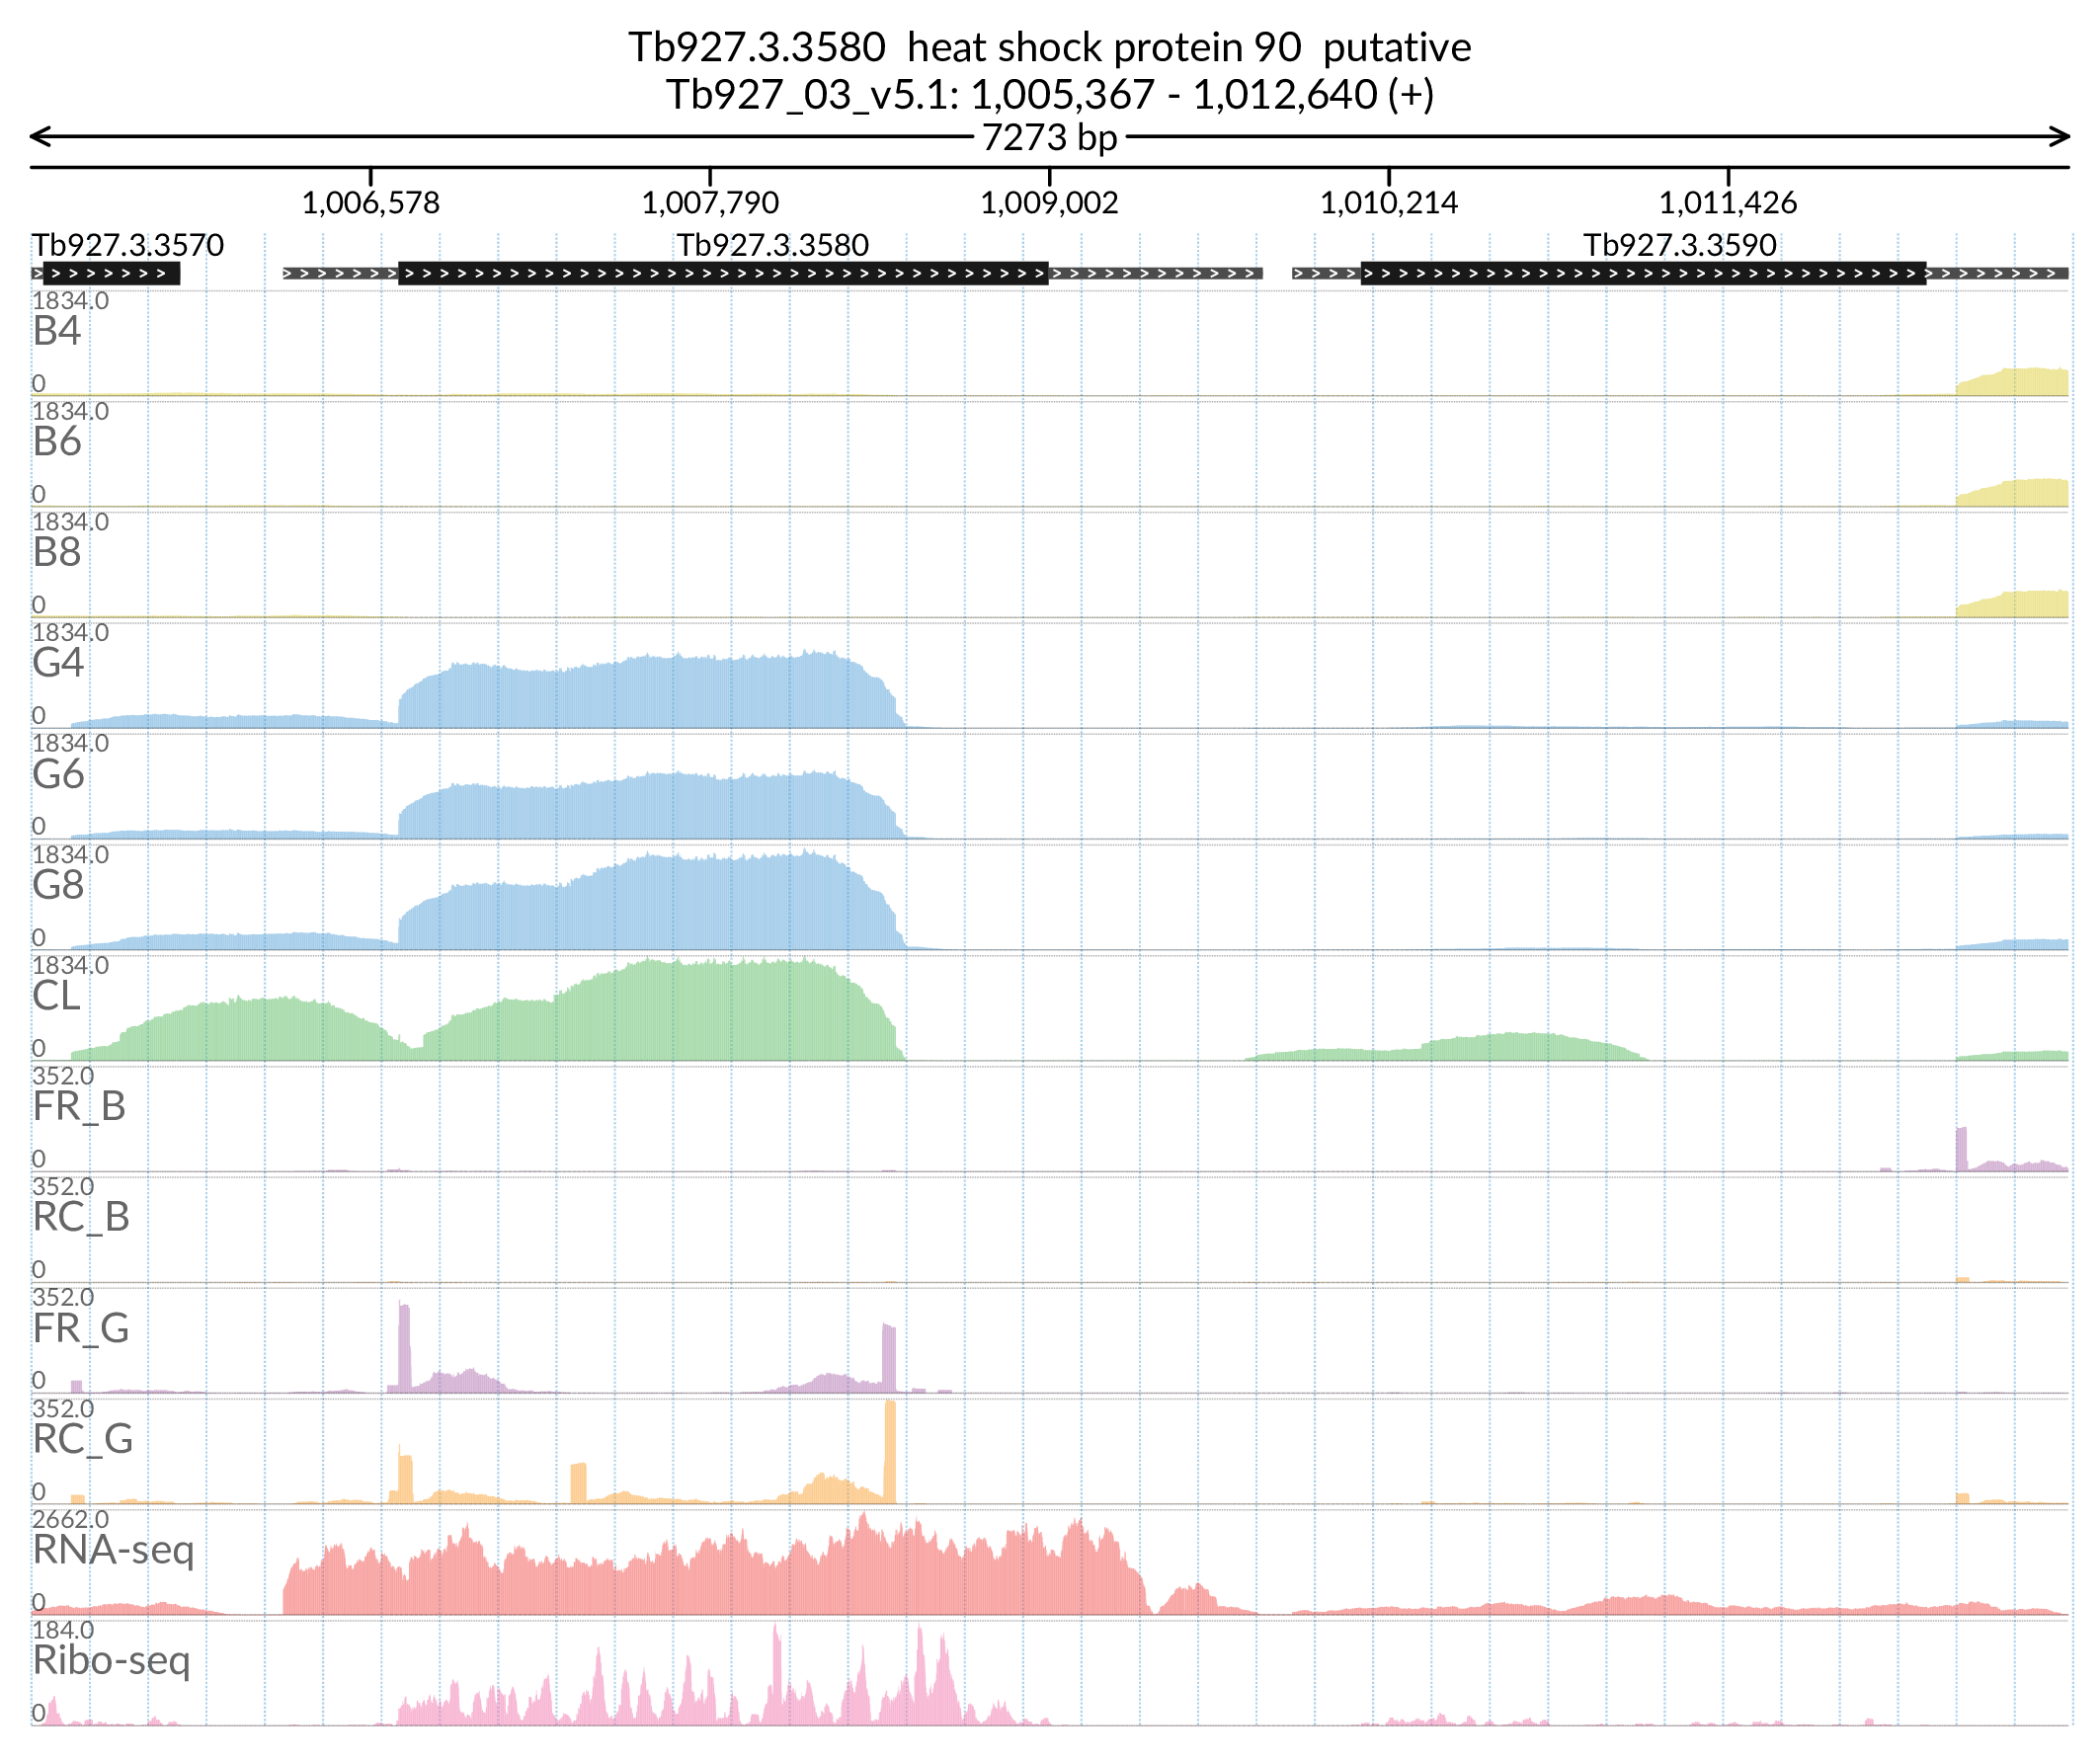 Tb927.3.3580  heat shock protein 90  putative
Tb927_03_v5.1: 1,005,367 - 1,012,640 (+)
7273 bp
1,006,578 1,007,790 1,009,002 1,010,214 1,011,426
Tb927.3.3570 Tb927.3.3580 Tb927.3.3590
1834.0
B4
0
1834.0
B6
0
1834.0
B8
0
1834.0
G4
0
1834.0
G6
0
1834.0
G8
0
1834.0
CL
0
352.0
FR_B
0
352.0
RC_B
0
352.0
FR_G
0
352.0
RC_G
0
2662.0
RNA-seq
0
184.0
Ribo-seq
0